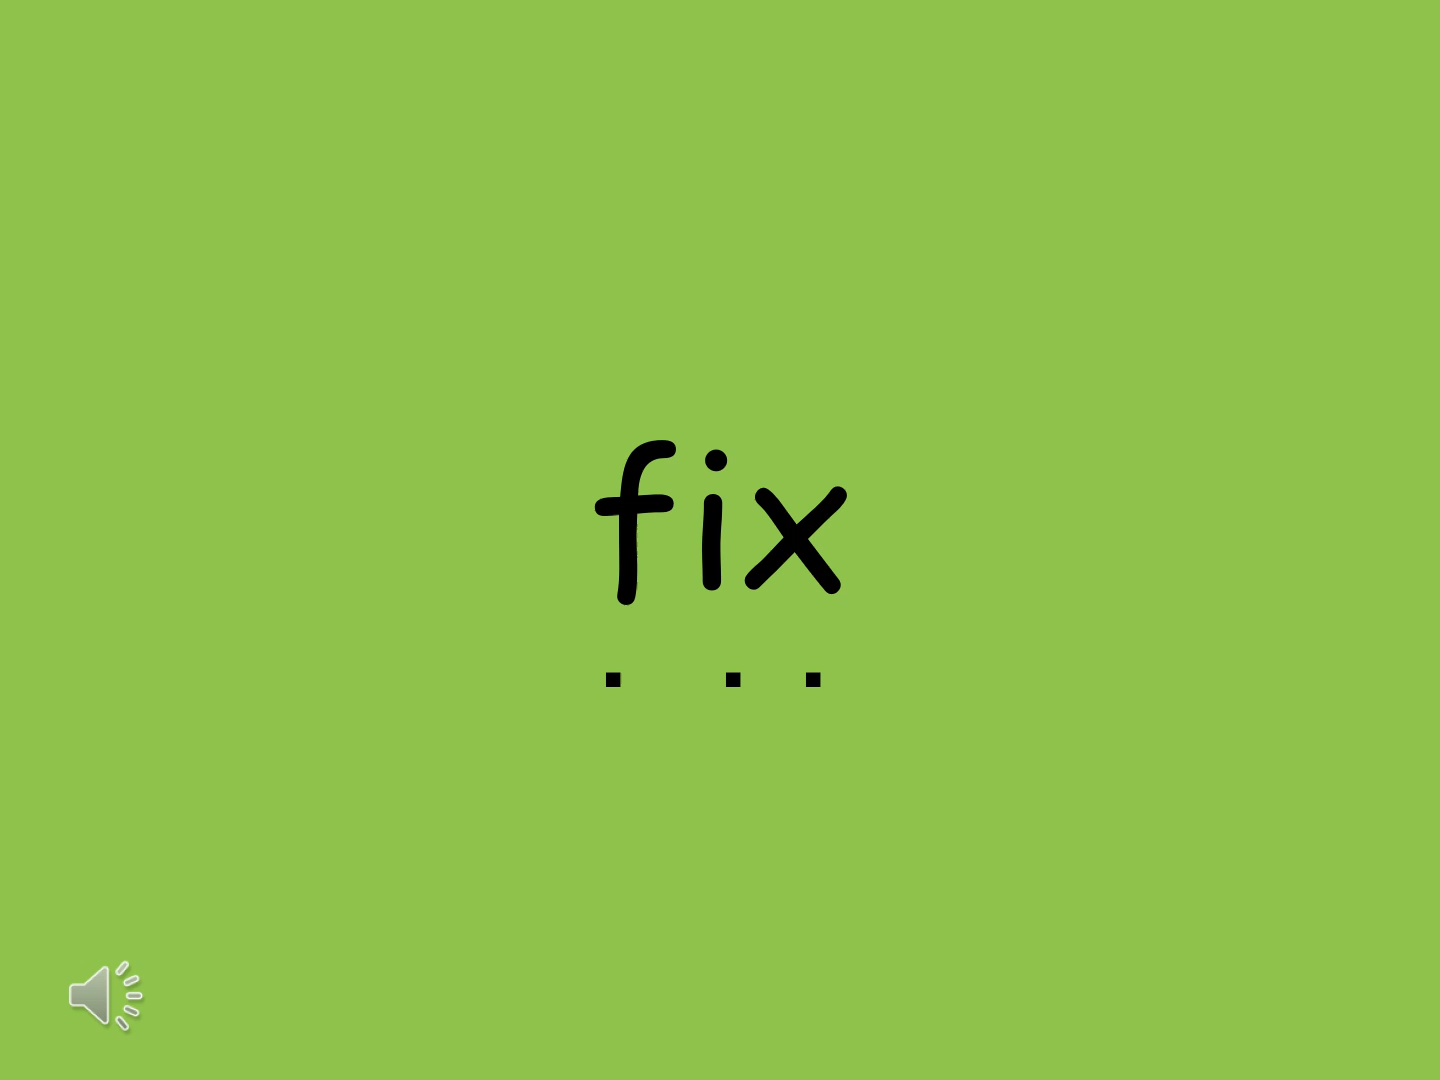 fix
. . .